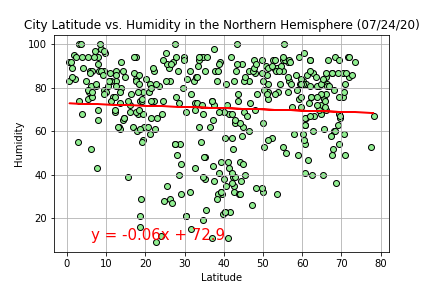 City Latitude vs. Humidity in the Northern Hemisphere (07/24/20)
100
80
60
40
20
Humidity
y = -0.06x + 72.9
0 10 20 30 40 50 60 70 80
Latitude